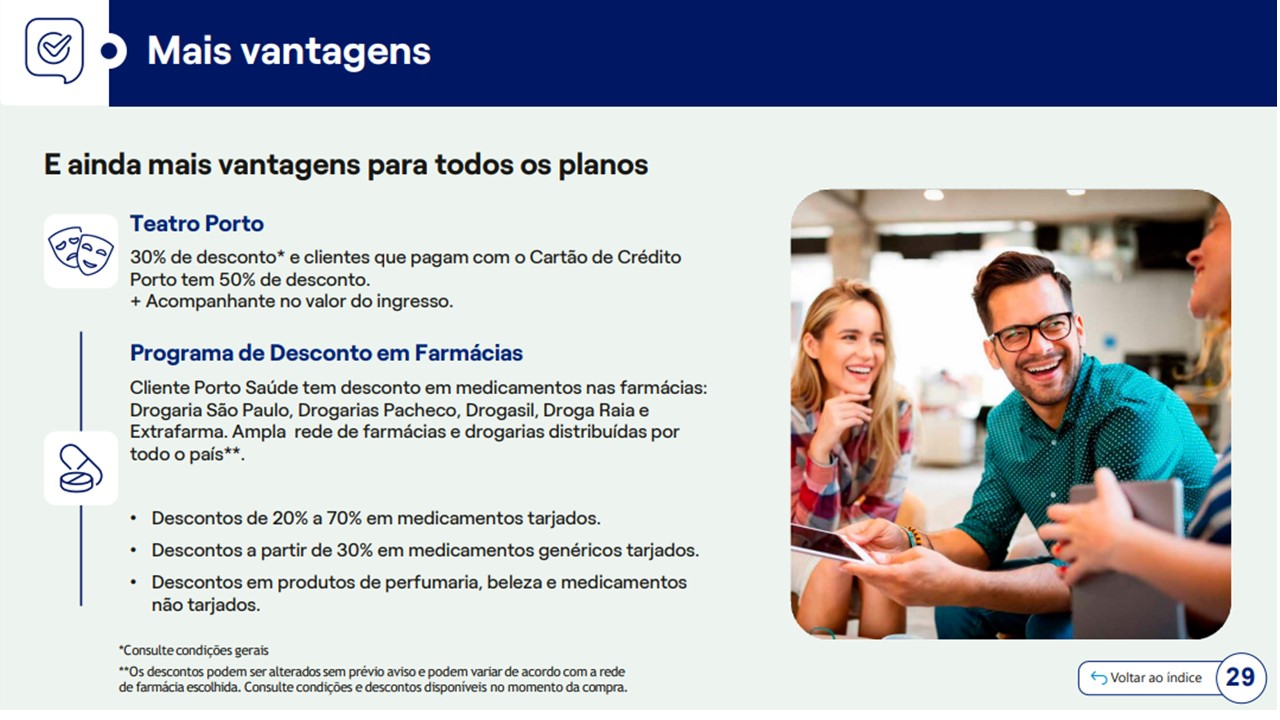 Mais vantagens
E ainda mais vantagens para todos os planos
Teatro Porto
30% de desconto* e clientes que pagam com o Cartão de Crédito
Porto tem 50% de desconto.
+ Acompanhante no valor do ingresso.
Programa de Desconto em Farmácias
Cliente Porto Saúde tem desconto em medicamentos nas farmácias:
Drogaria São Paulo, Drogarias Pacheco, Drogasil, Droga Raia e
Extrafarma. Ampla rede de farmácias e drogarias distribuídas por
todo o país**.
• Descontos de 20% a 70% em medicamentos tarjados.
• Descontos a partir de 30% em medicamentos genéricos tarjados.
• Descontos em produtos de perfumaria, beleza e medicamentos
não tarjados.
*Consulte condições gerais
**Os descontos podem ser alterados sem prévio aviso e podem variar de acordo com a rede
de farmácia escolhida. Consulte condições e descontos disponíveis no momento da compra.
Voltar ao índice
29